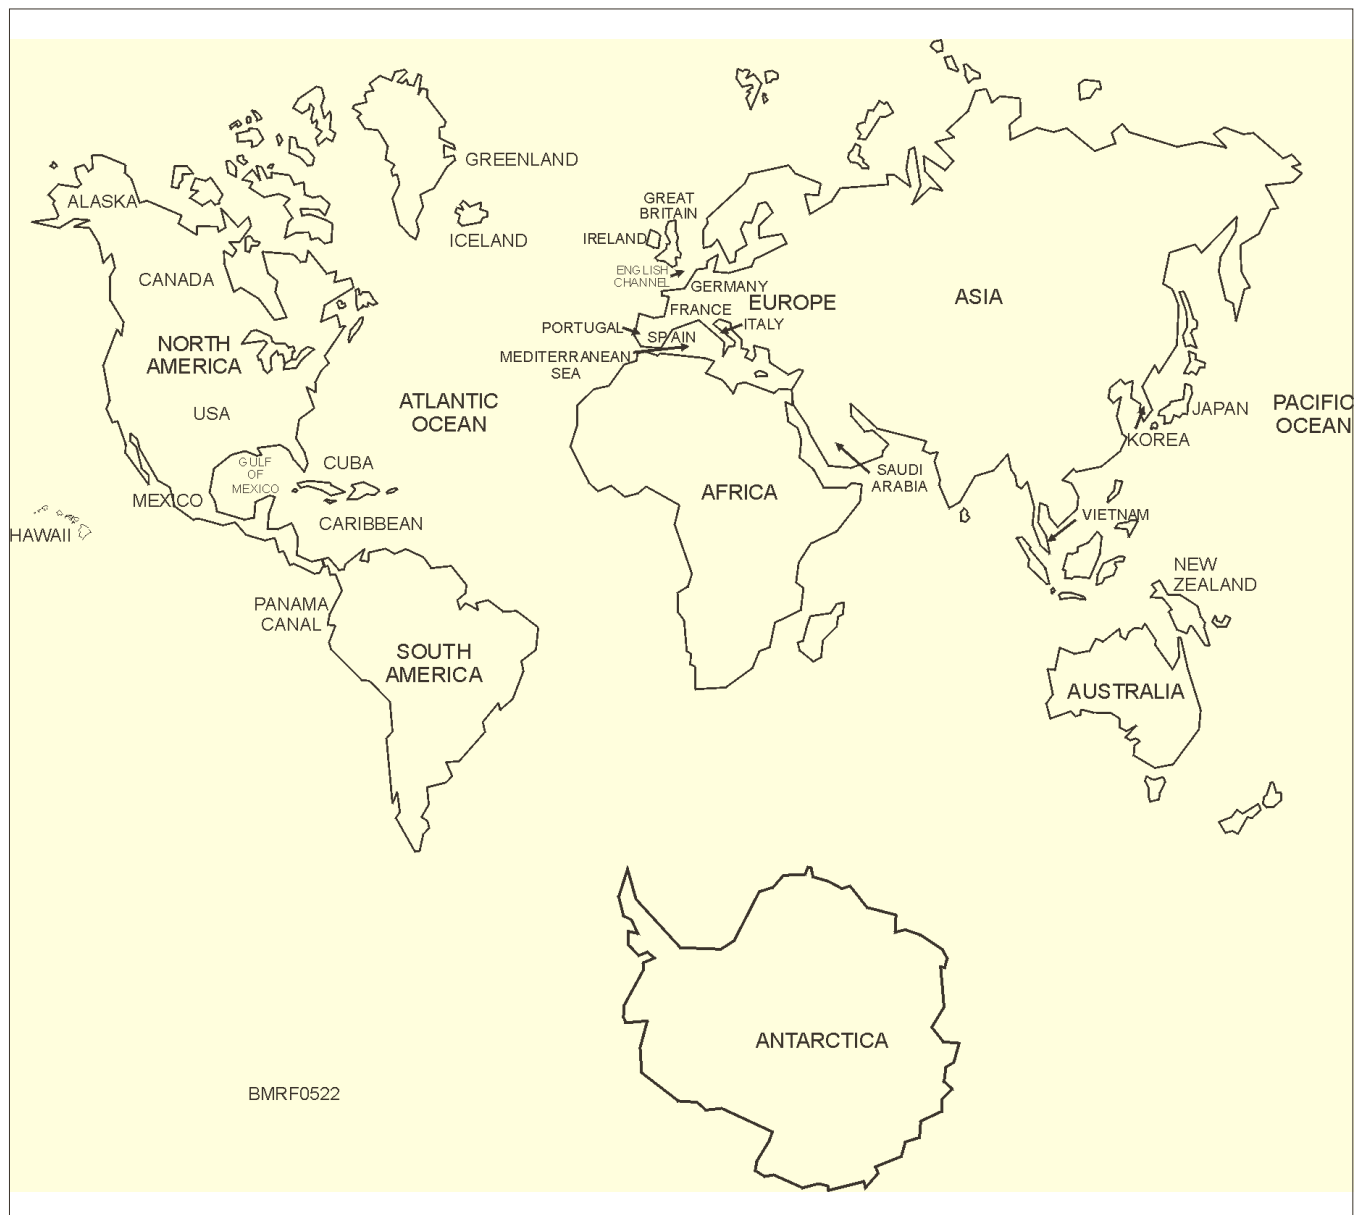 GREENLAND
ALASKA
GREAT
BRITAIN
ICELAND
IRELAND
ENGLISH
CHANNEL
CANADA
GERMANY
EUROPE
ASIA
FRANCE
PORTUGAL
SPAIN
ITALY
NORTH
AMERICA
MEDITERRANEAN
SEA
USA
ATLANTIC
OCEAN
JAPAN
PACIFIC
OCEAN
KOREA
GULF
OF
MEXICO
CUBA
SAUDI
ARABIA
AFRICA
MEXICO
CARIBBEAN
VIETNAM
HAWAII
NEW
ZEALAND
PANAMA
CANAL
SOUTH
AMERICA
AUSTRALIA
ANTARCTICA
BMRF0522